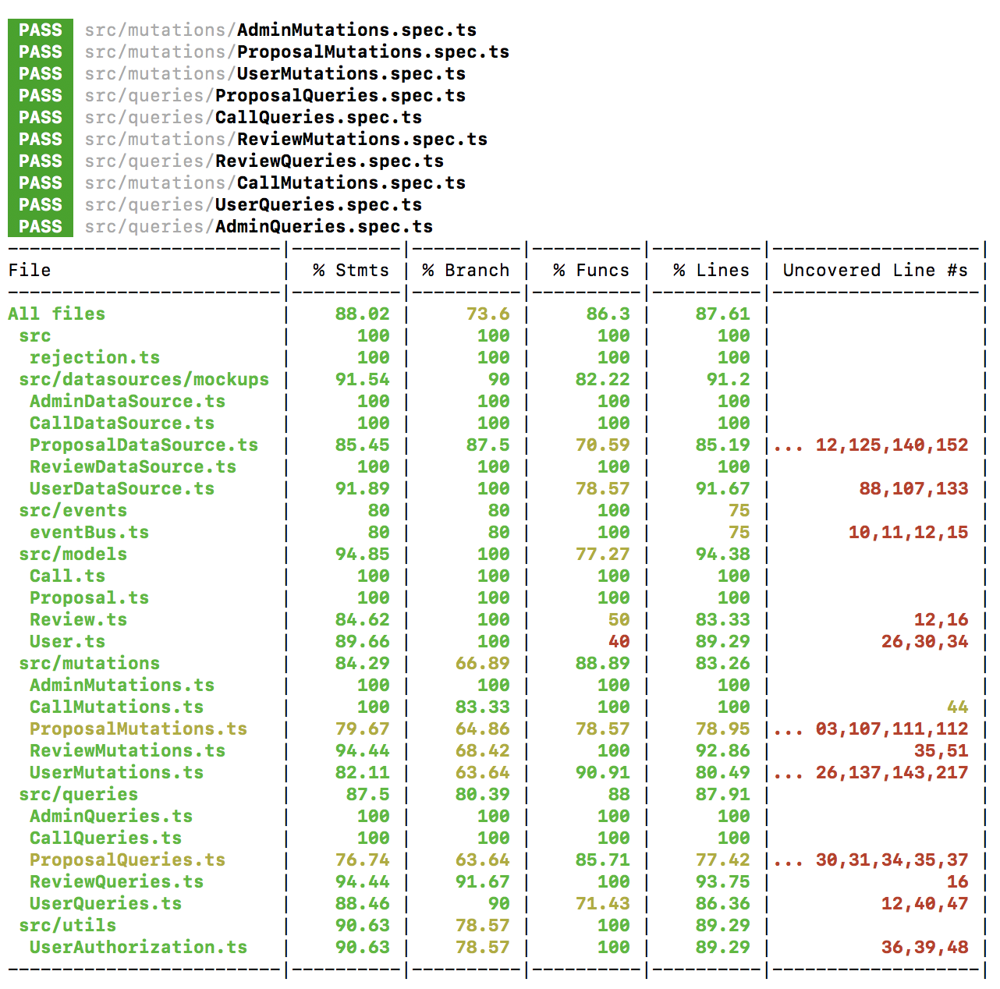 PASS src/mutations/AdminMutations.spec.ts
PASS src/mutations/ProposalMutations.spec.ts
PASS src/mutations/UserMutations.spec.ts
PASS src/queries/ProposalQueries.spec.ts
PASS src/queries/CallQueries.spec.ts
PASS src/mutations/ReviewMutations.spec.ts
PASS src/queries/ReviewQueries.spec.ts
PASS src/mutations/CallMutations.spec.ts
PASS src/queries/UserQueries.spec.ts
PASS src/queries/AdminQueries.spec.ts
-------------------------|----------|----------|----------|----------|-------------------|
File                     |  % Stmts | % Branch |  % Funcs |  % Lines | Uncovered Line #s |
-------------------------|----------|----------|----------|----------|-------------------|
All files                |    88.02 |     73.6 |     86.3 |    87.61 |                   |
 src                     |      100 |      100 |      100 |      100 |                   |
  rejection.ts           |      100 |      100 |      100 |      100 |                   |
 src/datasources/mockups |    91.54 |       90 |    82.22 |     91.2 |                   |
  AdminDataSource.ts     |      100 |      100 |      100 |      100 |                   |
  CallDataSource.ts      |      100 |      100 |      100 |      100 |                   |
  ProposalDataSource.ts  |    85.45 |     87.5 |    70.59 |    85.19 |... 12,125,140,152 |
  ReviewDataSource.ts    |      100 |      100 |      100 |      100 |                   |
  UserDataSource.ts      |    91.89 |      100 |    78.57 |    91.67 |        88,107,133 |
 src/events              |       80 |       80 |      100 |       75 |                   |
  eventBus.ts            |       80 |       80 |      100 |       75 |       10,11,12,15 |
 src/models              |    94.85 |      100 |    77.27 |    94.38 |                   |
  Call.ts                |      100 |      100 |      100 |      100 |                   |
  Proposal.ts            |      100 |      100 |      100 |      100 |                   |
  Review.ts              |    84.62 |      100 |       50 |    83.33 |             12,16 |
  User.ts                |    89.66 |      100 |       40 |    89.29 |          26,30,34 |
 src/mutations           |    84.29 |    66.89 |    88.89 |    83.26 |                   |
  AdminMutations.ts      |      100 |      100 |      100 |      100 |                   |
  CallMutations.ts       |      100 |    83.33 |      100 |      100 |                44 |
  ProposalMutations.ts   |    79.67 |    64.86 |    78.57 |    78.95 |... 03,107,111,112 |
  ReviewMutations.ts     |    94.44 |    68.42 |      100 |    92.86 |             35,51 |
  UserMutations.ts       |    82.11 |    63.64 |    90.91 |    80.49 |... 26,137,143,217 |
 src/queries             |     87.5 |    80.39 |       88 |    87.91 |                   |
  AdminQueries.ts        |      100 |      100 |      100 |      100 |                   |
  CallQueries.ts         |      100 |      100 |      100 |      100 |                   |
  ProposalQueries.ts     |    76.74 |    63.64 |    85.71 |    77.42 |... 30,31,34,35,37 |
  ReviewQueries.ts       |    94.44 |    91.67 |      100 |    93.75 |                16 |
  UserQueries.ts         |    88.46 |       90 |    71.43 |    86.36 |          12,40,47 |
 src/utils               |    90.63 |    78.57 |      100 |    89.29 |                   |
  UserAuthorization.ts   |    90.63 |    78.57 |      100 |    89.29 |          36,39,48 |
-------------------------|----------|----------|----------|----------|-------------------|